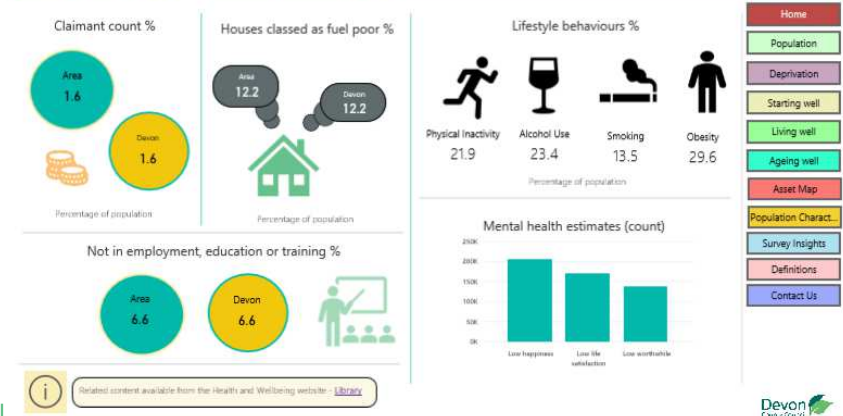 Claimant count %
Area
1.6
Devon
1.6
Percentage of population
Houses classed as fuel poor %
Area
12.2
Devon
12.2
Percentage of population
Not in employment, education or training %
Area
6.6
Devon
6.6
Lifestyle behaviours %
Physical Inactivity
21.9
Alcohol Use
23.4
Smoking
13.5
Obesity
29.6
Percentage of population
Mental health estimates (count)
250K
200K
150K
100K
50K
0K
Low happiness
Low life
satisfaction
Low worthwhile
Home
Population
Deprivation
Starting well
Living well
Ageing well
Asset Map
Population Charact...
Survey Insights
Definitions
Contact Us
i
Related content available from the Health and Wellbeing website - Library
Devon